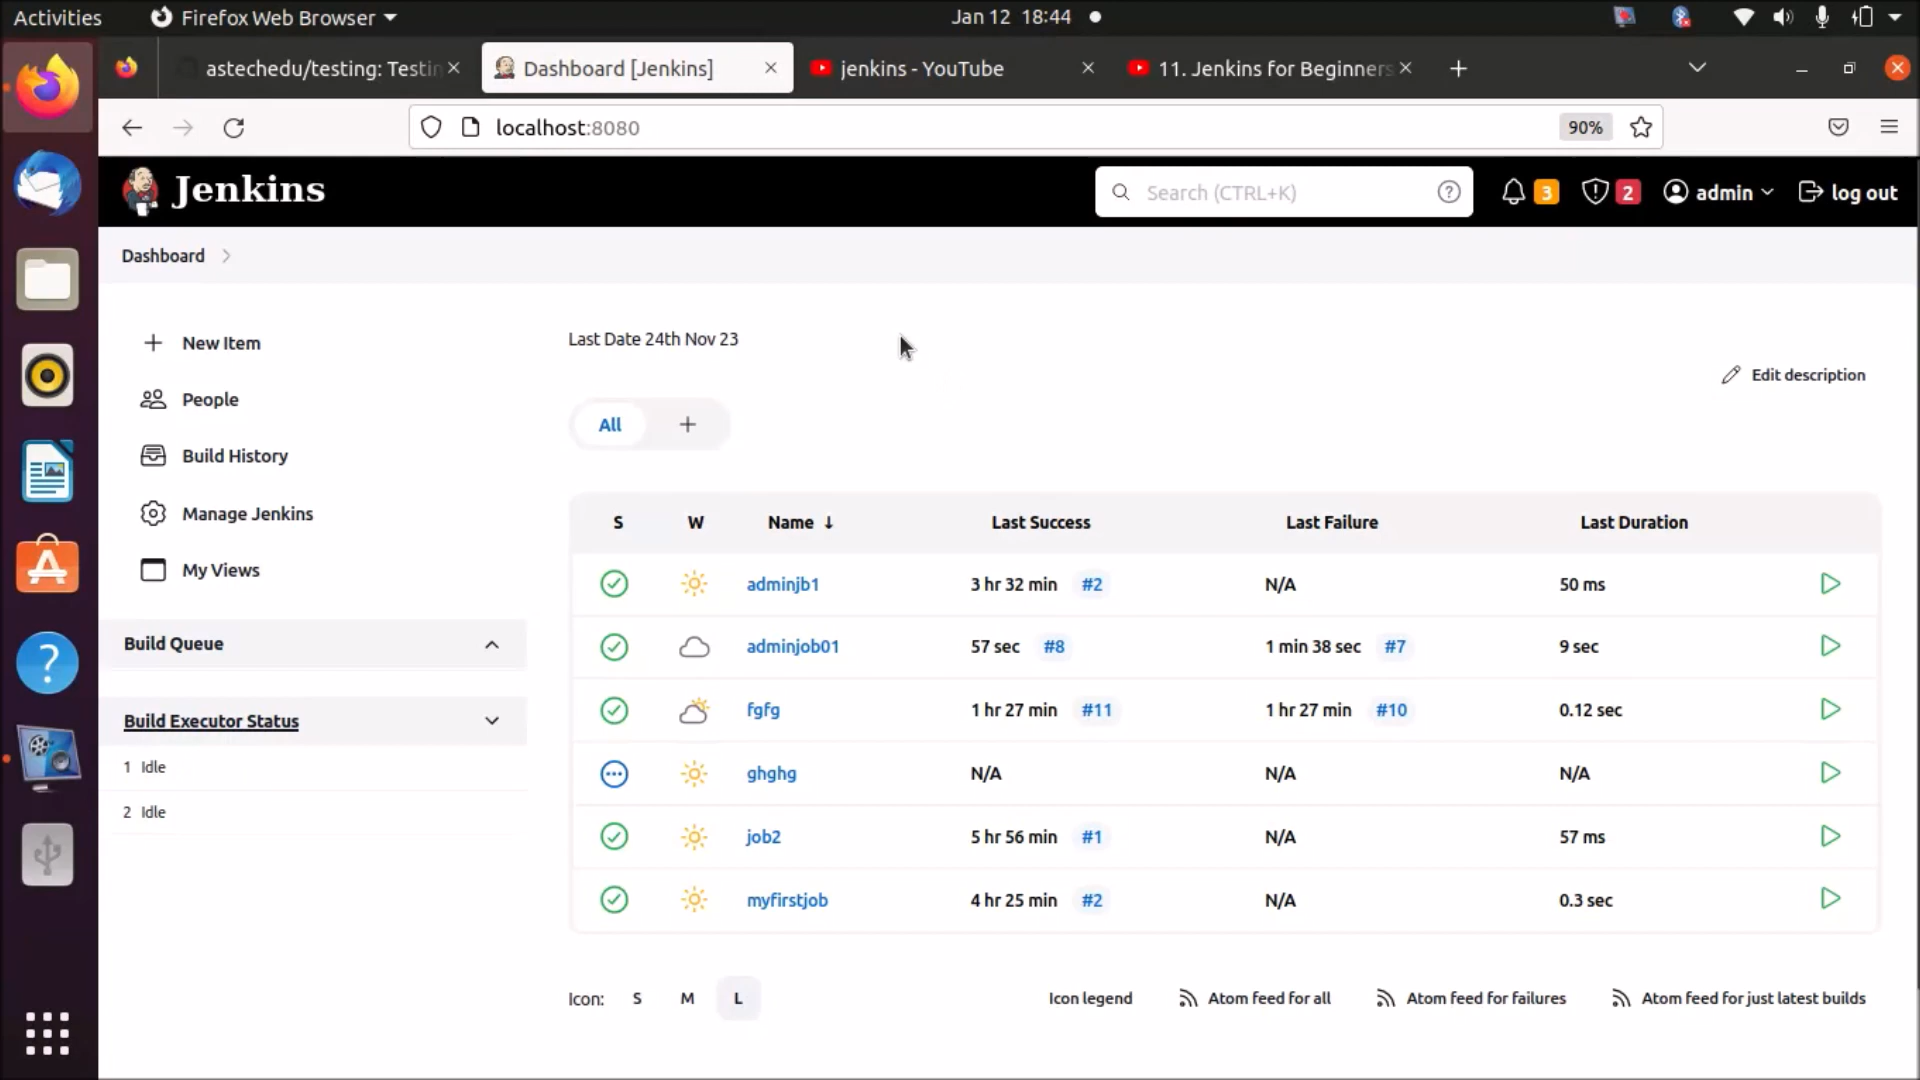 Activities Firefox Web Browser Jan 12 18:44
astechedu/testing: Testin Dashboard [Jenkins] jenkins - YouTube 11. Jenkins for Beginners
localhost:8080 90%
Jenkins Search (CTRL+K) 3 2 admin log out
Dashboard
New Item
People
Build History
Manage Jenkins
My Views
Build Queue
Build Executor Status
1 Idle
2 Idle
Last Date 24th Nov 23
Edit description
All +
S W Name ↓ Last Success Last Failure Last Duration
adminjb1 3 hr 32 min #2 N/A 50 ms
adminjob01 57 sec #8 1 min 38 sec #7 9 sec
fgfg 1 hr 27 min #11 1 hr 27 min #10 0.12 sec
ghghg N/A N/A N/A
job2 5 hr 56 min #1 N/A 57 ms
myfirstjob 4 hr 25 min #2 N/A 0.3 sec
Icon: S M L Icon legend Atom feed for all Atom feed for failures Atom feed for just latest builds